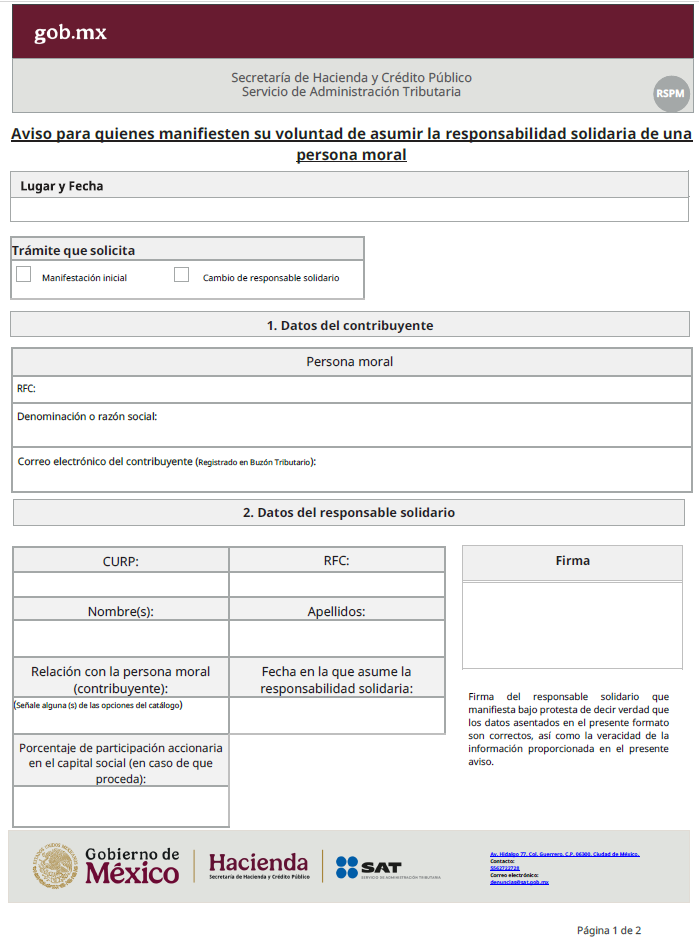 gob.mx
Secretaría de Hacienda y Crédito Público
Servicio de Administración Tributaria
RSPM
Aviso para quienes manifiesten su voluntad de asumir la responsabilidad solidaria de una
persona moral
Lugar y Fecha
Trámite que solicita
Manifestación inicial
Cambio de responsable solidario
1. Datos del contribuyente
Persona moral
RFC:
Denominación o razón social:
Correo electrónico del contribuyente (Registrado en Buzón Tributario):
2. Datos del responsable solidario
CURP:
RFC:
Nombre(s):
Apellidos:
Relación con la persona moral
(contribuyente):
Fecha en la que asume la
responsabilidad solidaria:
(Señale alguna (s) de las opciones del catálogo)
Porcentaje de participación accionaria
en el capital social (en caso de que
proceda):
Firma
Firma del responsable solidario que
manifiesta bajo protesta de decir verdad que
los datos asentados en el presente formato
son correctos, así como la veracidad de la
información proporcionada en el presente
aviso.
Gobierno de
México
Hacienda
Secretaría de Hacienda y Crédito Público
SAT
SERVICIO DE ADMINISTRACIÓN TRIBUTARIA
Av. Hidalgo 77, Col. Guerrero, C.P. 06300, Ciudad de México.
Contacto:
5562722728
Correo electrónico:
denuncias@sat.gob.mx
Página 1 de 2